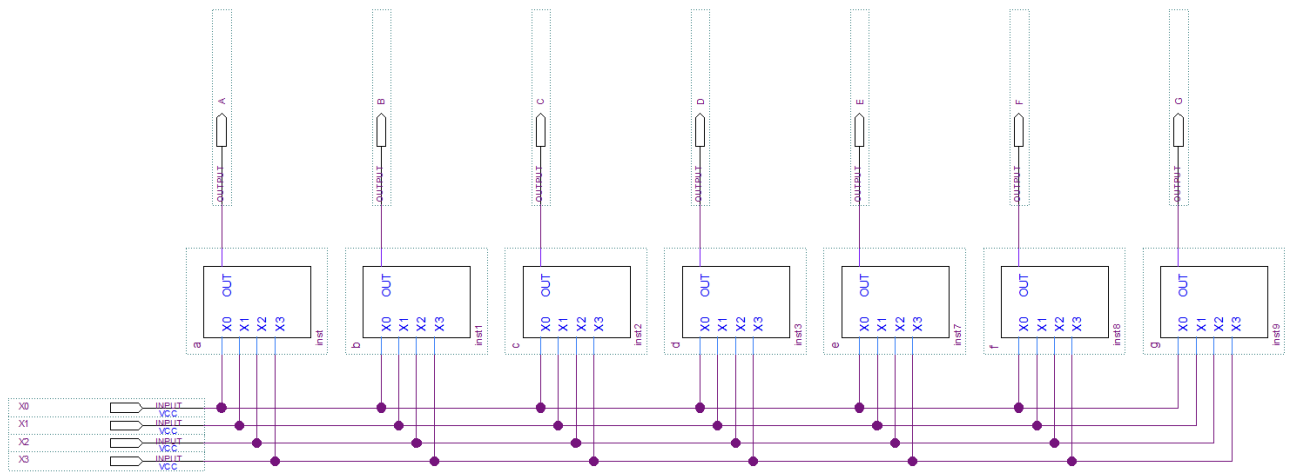 A B C D E F G
OUTPUT OUTPUT OUTPUT OUTPUT OUTPUT OUTPUT OUTPUT
OUT OUT OUT OUT OUT OUT OUT
X0 X1 X2 X3 X0 X1 X2 X3 X0 X1 X2 X3 X0 X1 X2 X3 X0 X1 X2 X3 X0 X1 X2 X3 X0 X1 X2 X3
a inst b inst1 c inst2 d inst3 e inst7 f inst8 g inst9
X0 INPUT
VCC
X1 INPUT
VCC
X2 INPUT
VCC
X3 INPUT
VCC